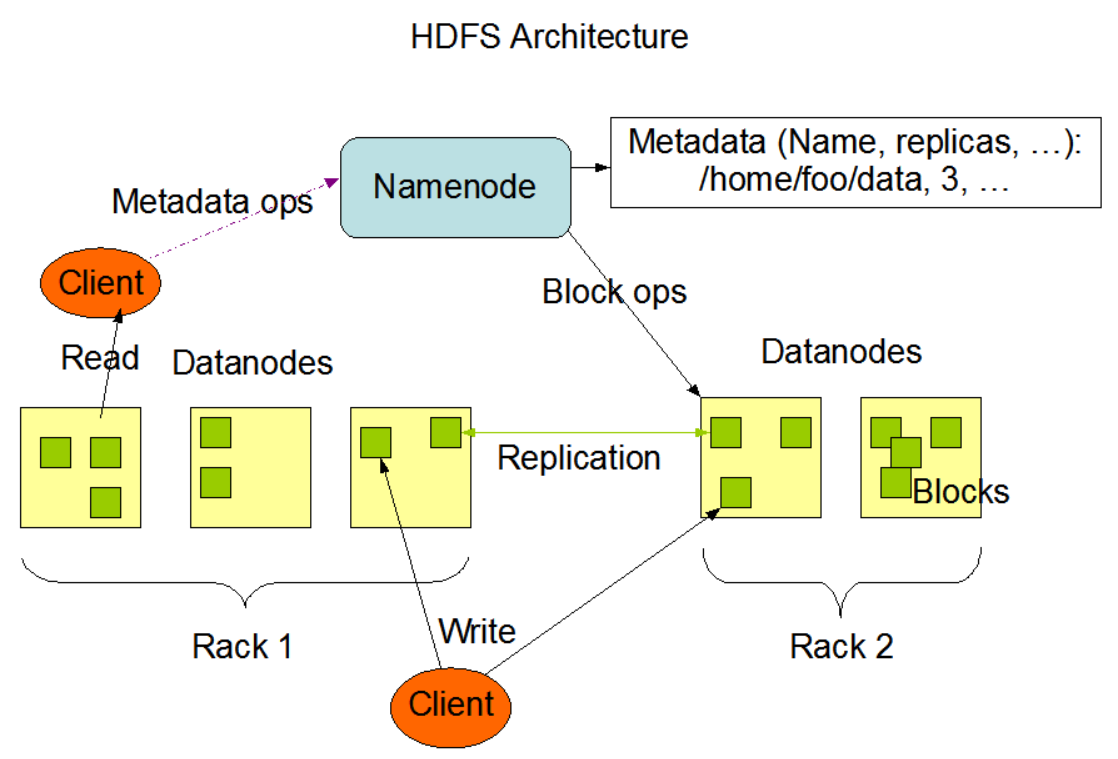 HDFS Architecture
Metadata (Name, replicas, …):
/home/foo/data, 3, …
Namenode
Metadata ops
Client
Block ops
Read
Datanodes
Datanodes
Replication
Blocks
Rack 1
Write
Rack 2
Client